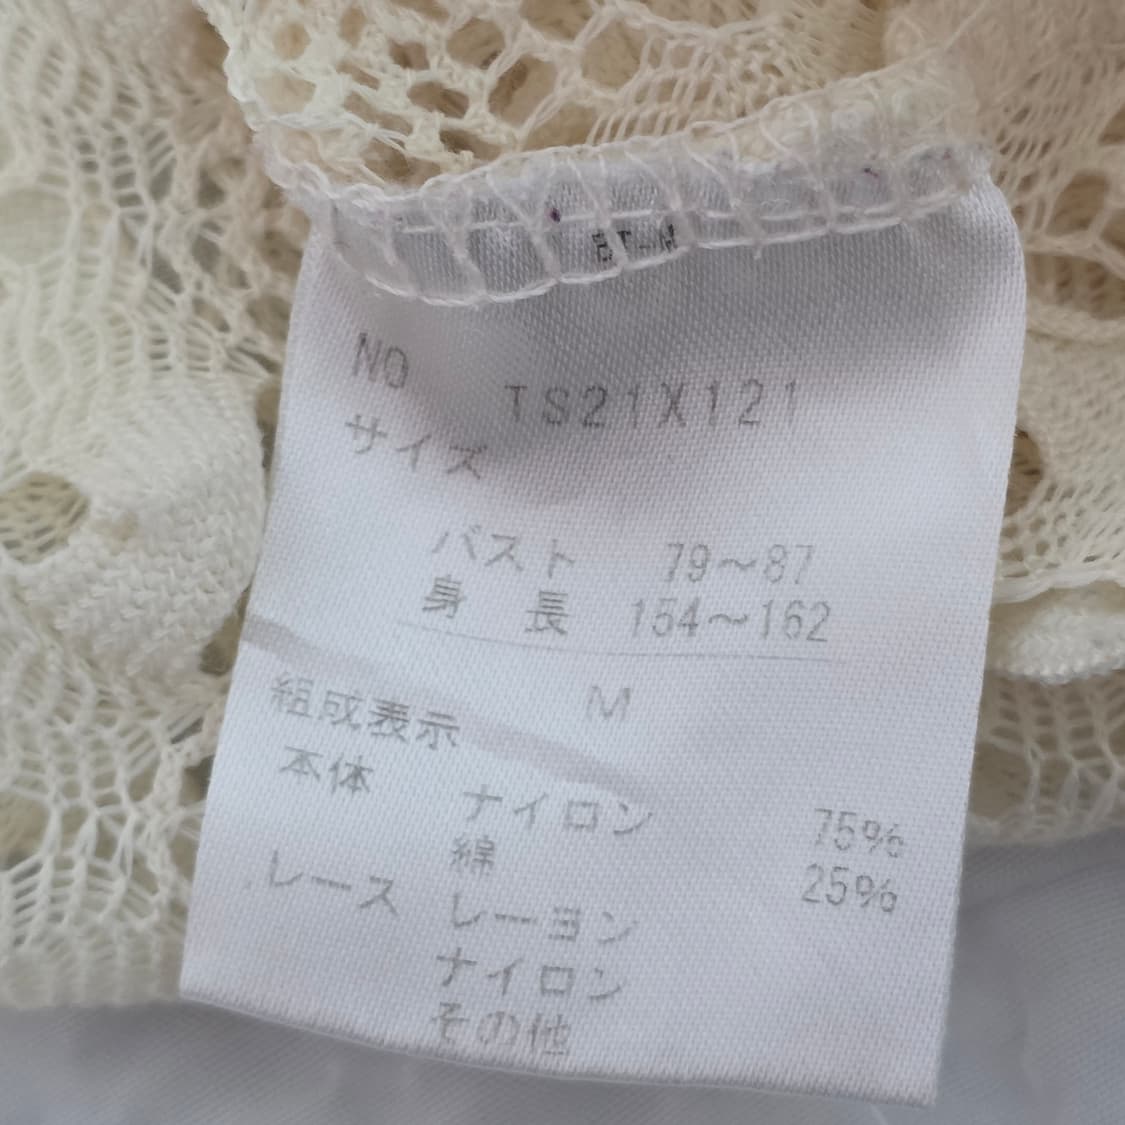 NO TS21X121
サイズ
バスト 79～87
身 長 154～162
M
組成表示
本体 ナイロン 75%
綿 25%
レース レーヨン
ナイロン
その他